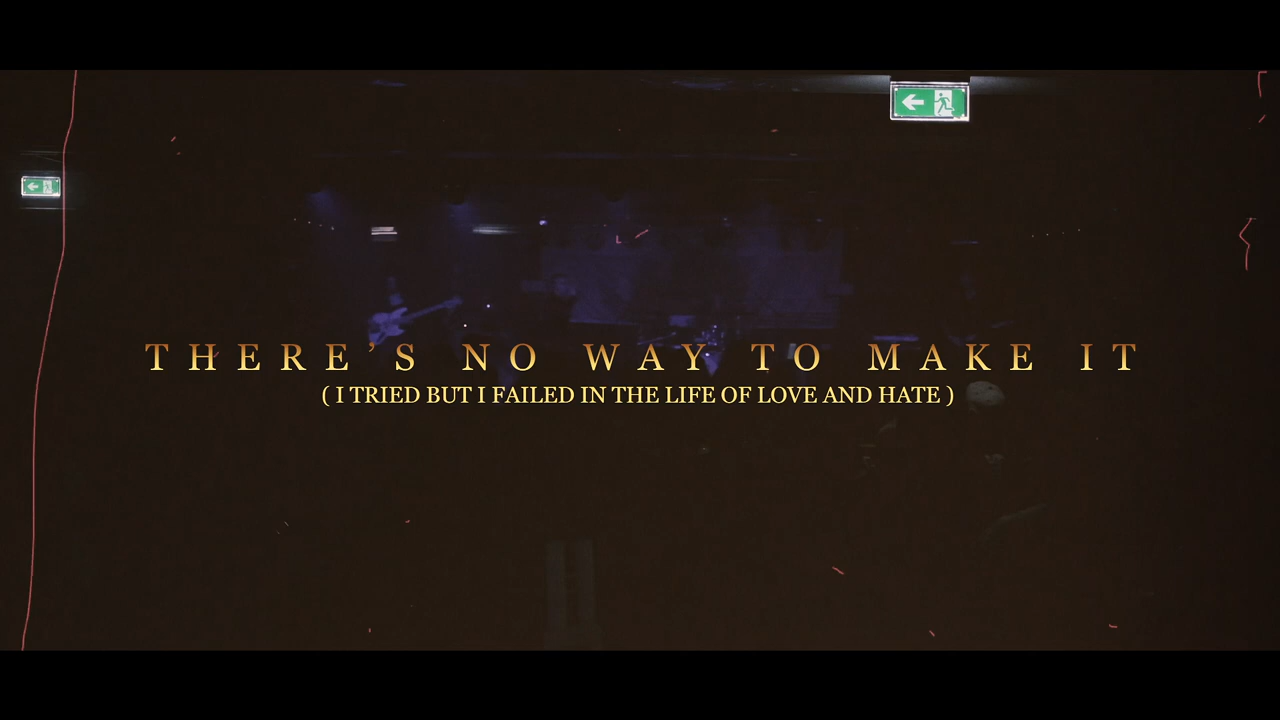 THERE’S NO WAY TO MAKE IT
( I TRIED BUT I FAILED IN THE LIFE OF LOVE AND HATE )